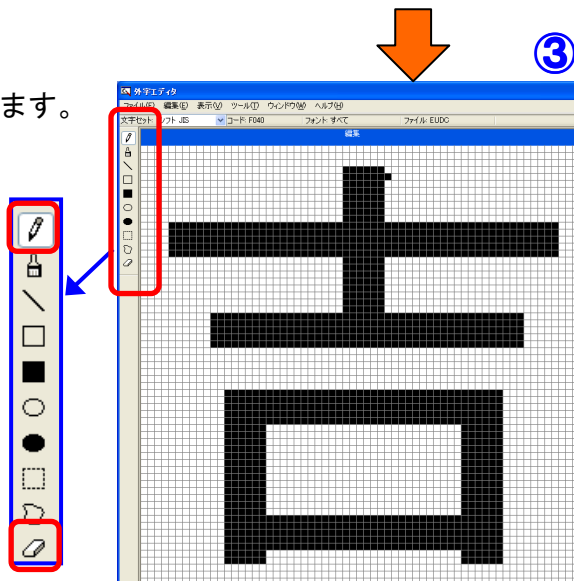 ③
ます。
外字エディタ
ファイル(F) 編集(E) 表示(V) ツール(T) ウィンドウ(W) ヘルプ(H)
文字セット: シフト JIS コード: F040 フォント: すべて ファイル: EUDC
編集
吉